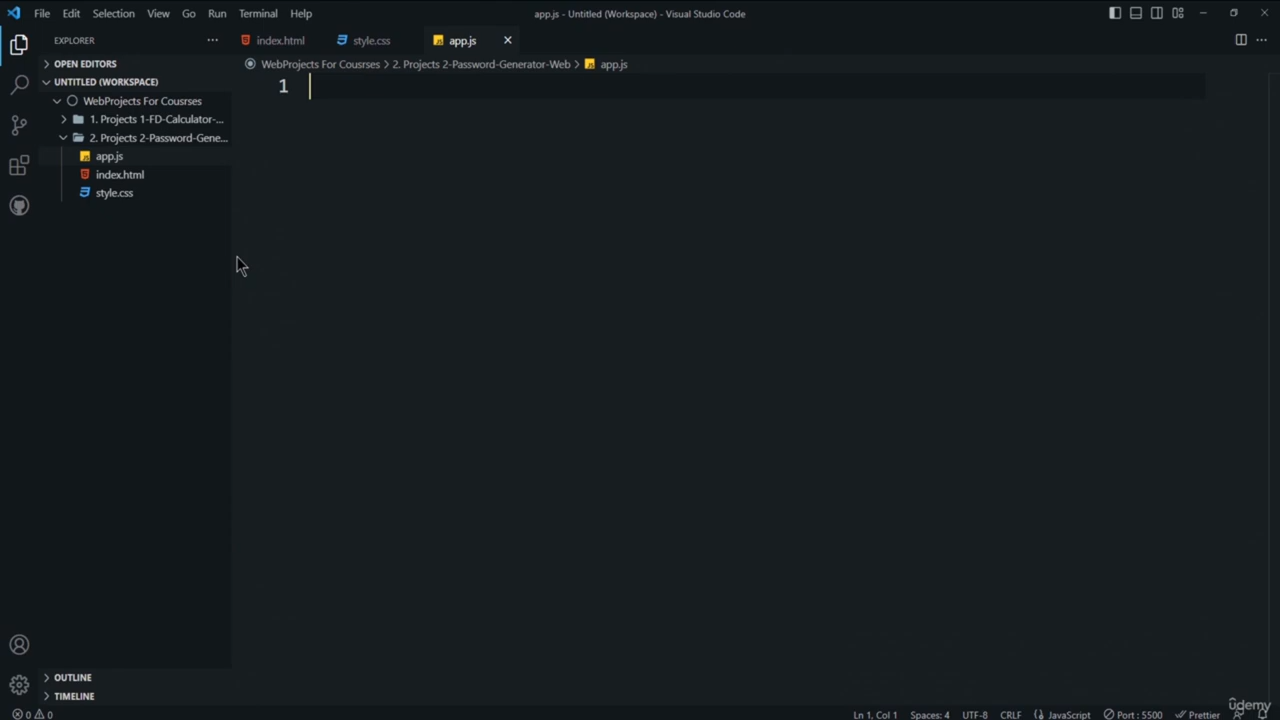 File Edit Selection View Go Run Terminal Help
app.js - Untitled (Workspace) - Visual Studio Code
EXPLORER
index.html
style.css
app.js
OPEN EDITORS
WebProjects For Cousrses > 2. Projects 2-Password-Generator-Web > app.js
UNTITLED (WORKSPACE)
1
WebProjects For Cousrses
1. Projects 1-FD-Calculator-...
2. Projects 2-Password-Gene...
app.js
index.html
style.css
OUTLINE
TIMELINE
0 0
Ln 1, Col 1 Spaces: 4 UTF-8 CRLF JavaScript Port : 5500 Prettier
udemy